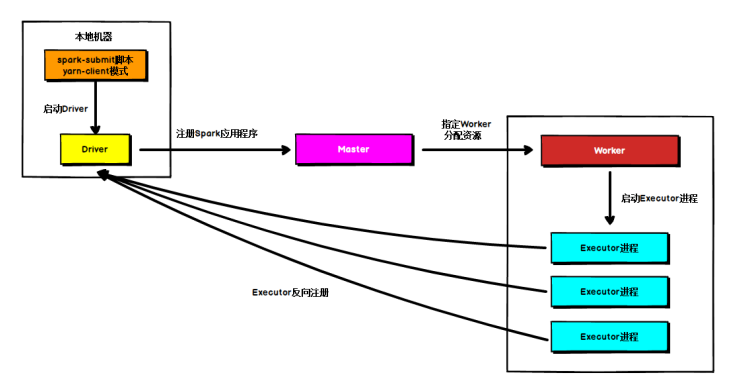 本地机器
spark-submit脚本
yarn-client模式
启动Driver
Driver
注册Spark应用程序
Master
指定Worker
分配资源
Worker
启动Executor进程
Executor进程
Executor进程
Executor进程
Executor反向注册